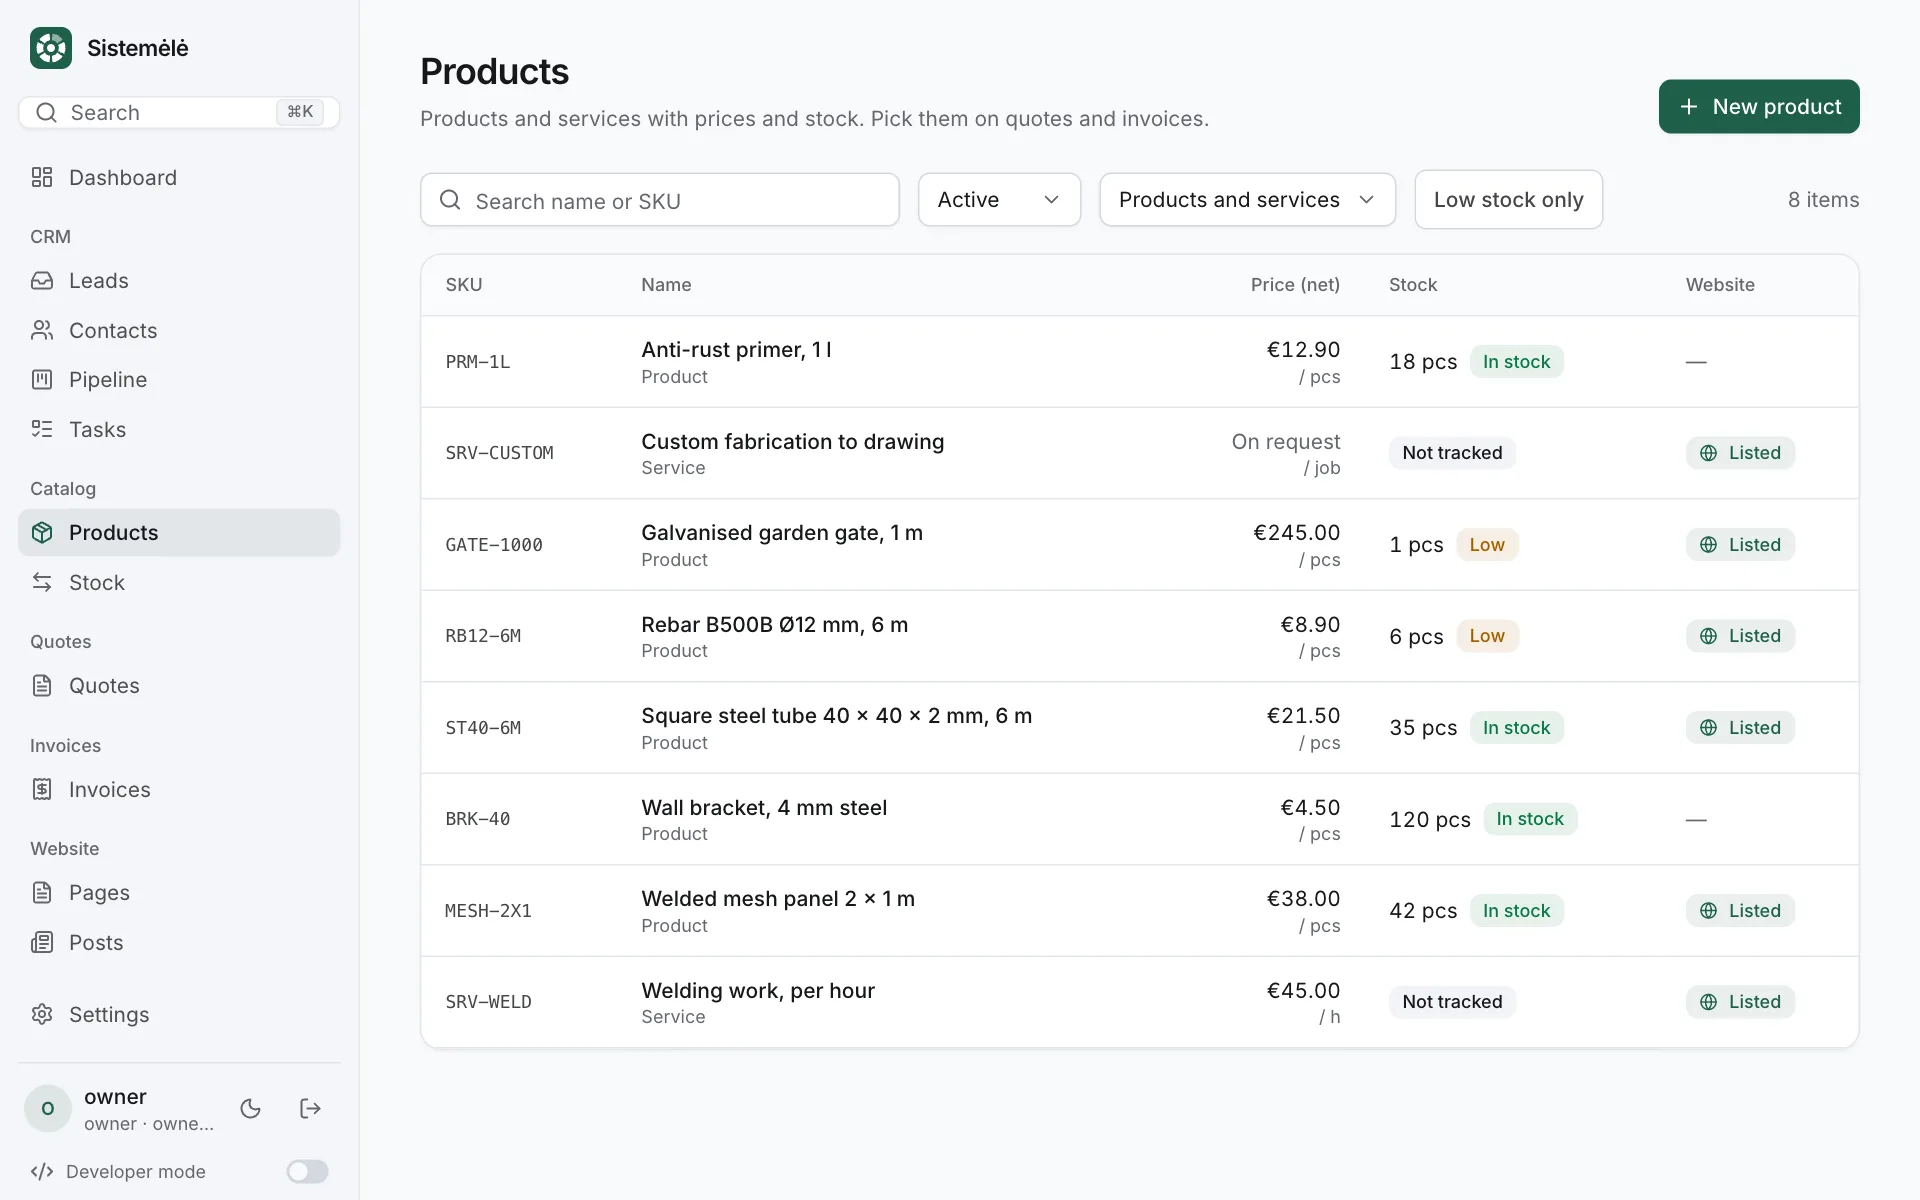 Sistemėlė
Search ⌘K
Dashboard
CRM
Leads
Contacts
Pipeline
Tasks
Catalog
Products
Stock
Quotes
Quotes
Invoices
Invoices
Website
Pages
Posts
Settings
O
owner
owner · owne...
Developer mode
Products
Products and services with prices and stock. Pick them on quotes and invoices.
+ New product
Search name or SKU
Active
Products and services
Low stock only
8 items
SKU Name Price (net) Stock Website
PRM-1L Anti-rust primer, 1 l €12.90 18 pcs In stock —
Product / pcs
SRV-CUSTOM Custom fabrication to drawing On request Not tracked Listed
Service / job
GATE-1000 Galvanised garden gate, 1 m €245.00 1 pcs Low Listed
Product / pcs
RB12-6M Rebar B500B Ø12 mm, 6 m €8.90 6 pcs Low Listed
Product / pcs
ST40-6M Square steel tube 40 × 40 × 2 mm, 6 m €21.50 35 pcs In stock Listed
Product / pcs
BRK-40 Wall bracket, 4 mm steel €4.50 120 pcs In stock —
Product / pcs
MESH-2X1 Welded mesh panel 2 × 1 m €38.00 42 pcs In stock Listed
Product / pcs
SRV-WELD Welding work, per hour €45.00 Not tracked Listed
Service / h